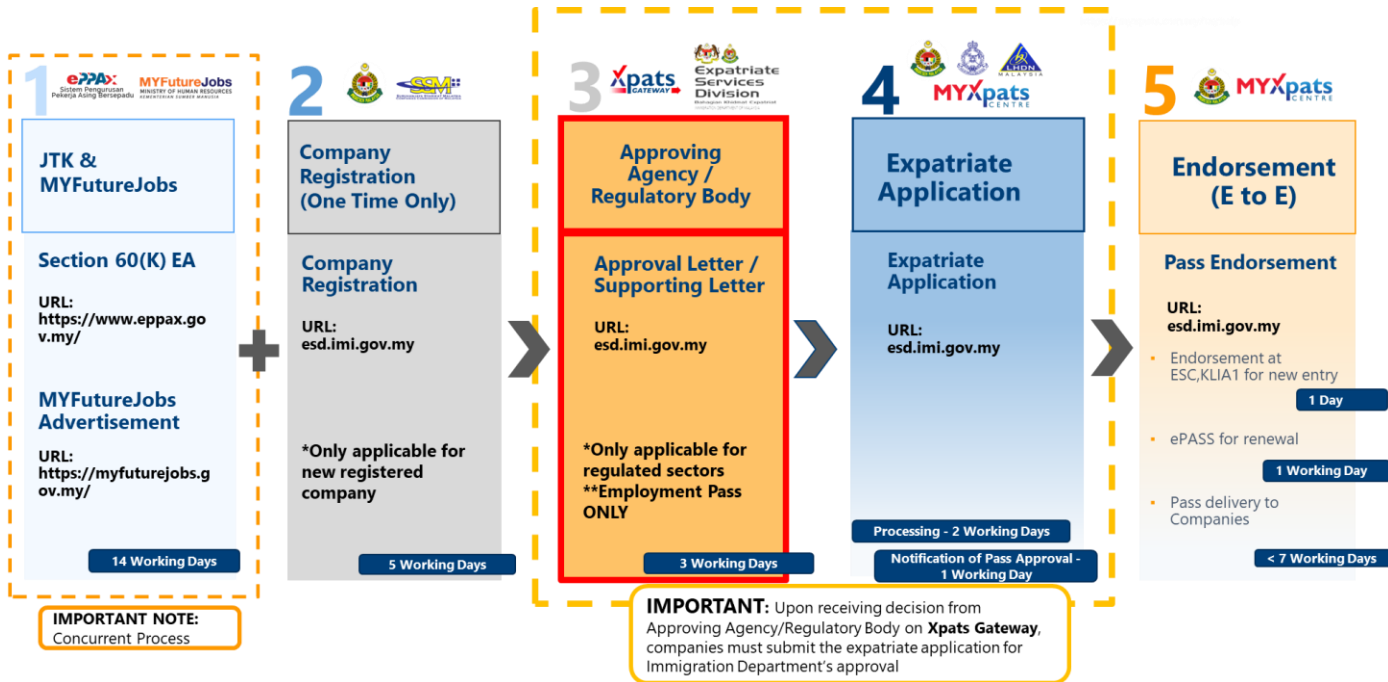 1
ePPAx
Sistem Pengurusan
Pekerja Asing Bersepadu
MYFutureJobs
MINISTRY OF HUMAN RESOURCES
KEMENTERIAN SUMBER MANUSIA
JTK &
MYFutureJobs
Section 60(K) EA
URL:
https://www.eppax.go
v.my/
MYFutureJobs
Advertisement
URL:
https://myfuturejobs.g
ov.my/
14 Working Days
IMPORTANT NOTE:
Concurrent Process
2
SSM
Company
Registration
(One Time Only)
Company
Registration
URL:
esd.imi.gov.my
*Only applicable for
new registered
company
5 Working Days
3
Xpats
GATEWAY
Expatriate
Services
Division
Approving
Agency /
Regulatory Body
Approval Letter /
Supporting Letter
URL:
esd.imi.gov.my
*Only applicable for
regulated sectors
**Employment Pass
ONLY
3 Working Days
4
LHDN
MALAYSIA
MYXpats
CENTRE
Expatriate
Application
Expatriate
Application
URL:
esd.imi.gov.my
Processing - 2 Working Days
Notification of Pass Approval -
1 Working Day
IMPORTANT: Upon receiving decision from
Approving Agency/Regulatory Body on Xpats Gateway,
companies must submit the expatriate application for
Immigration Department's approval
5
MYXpats
CENTRE
Endorsement
(E to E)
Pass Endorsement
URL:
esd.imi.gov.my
Endorsement at
ESC,KLIA1 for new entry
1 Day
ePASS for renewal
1 Working Day
Pass delivery to
Companies
< 7 Working Days